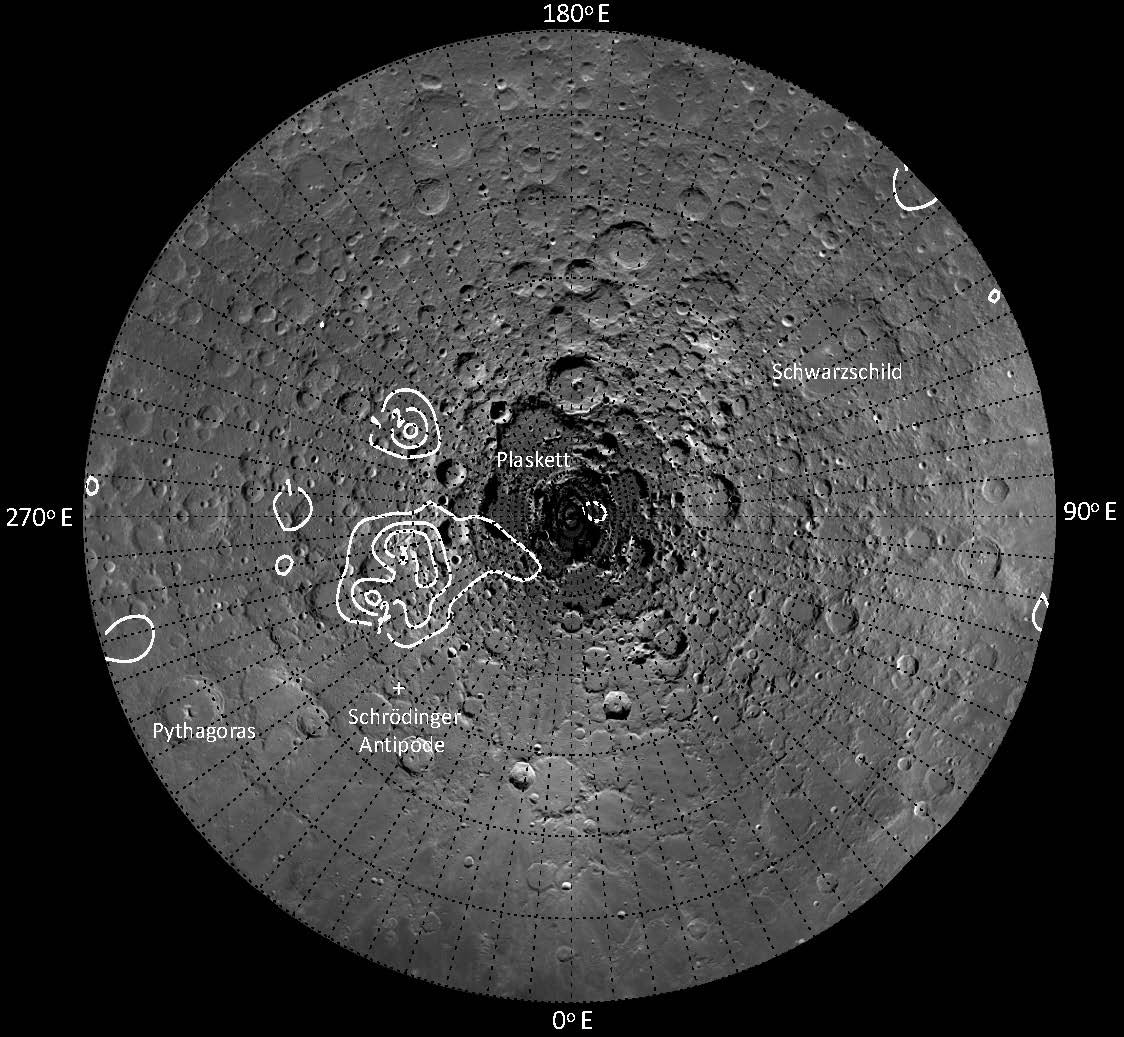 180° E
Schwarzschild
Plaskett
270° E
90° E
Schrödinger
Antipode
Pythagoras
0° E